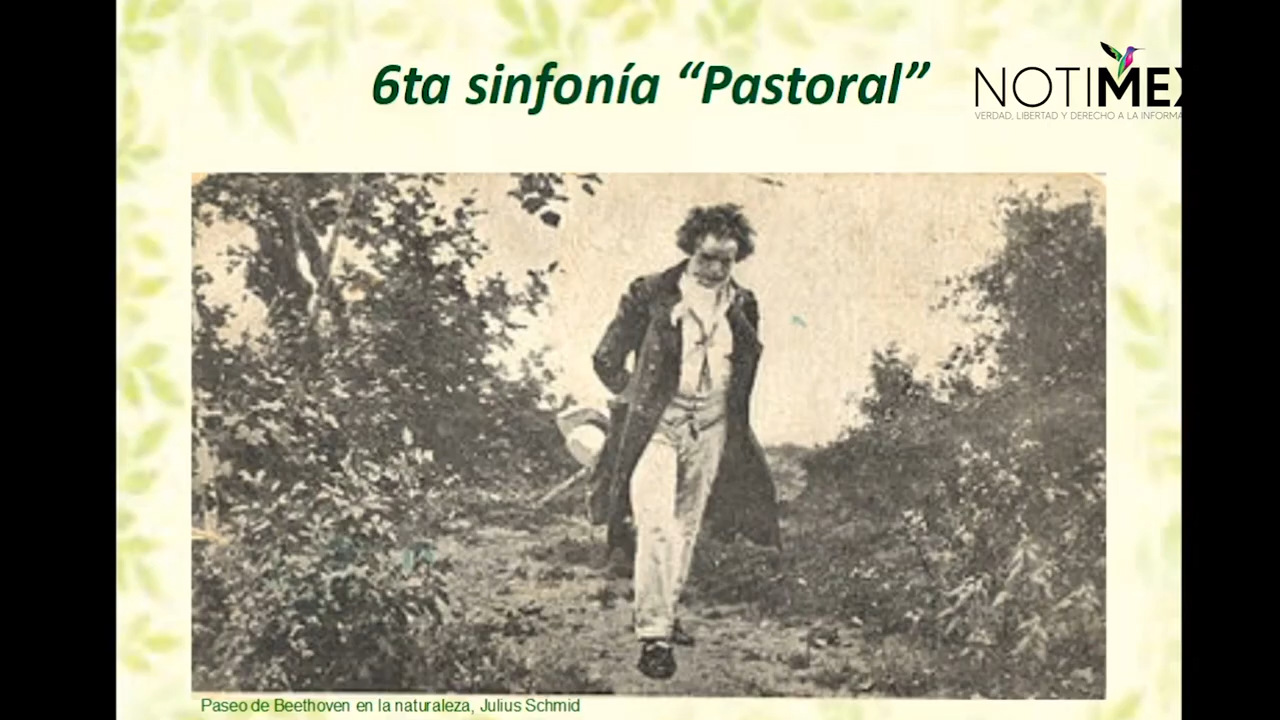 6ta sinfonía “Pastoral”
NOTIMEX
VERDAD, LIBERTAD Y DERECHO A LA INFORMA
Paseo de Beethoven en la naturaleza, Julius Schmid